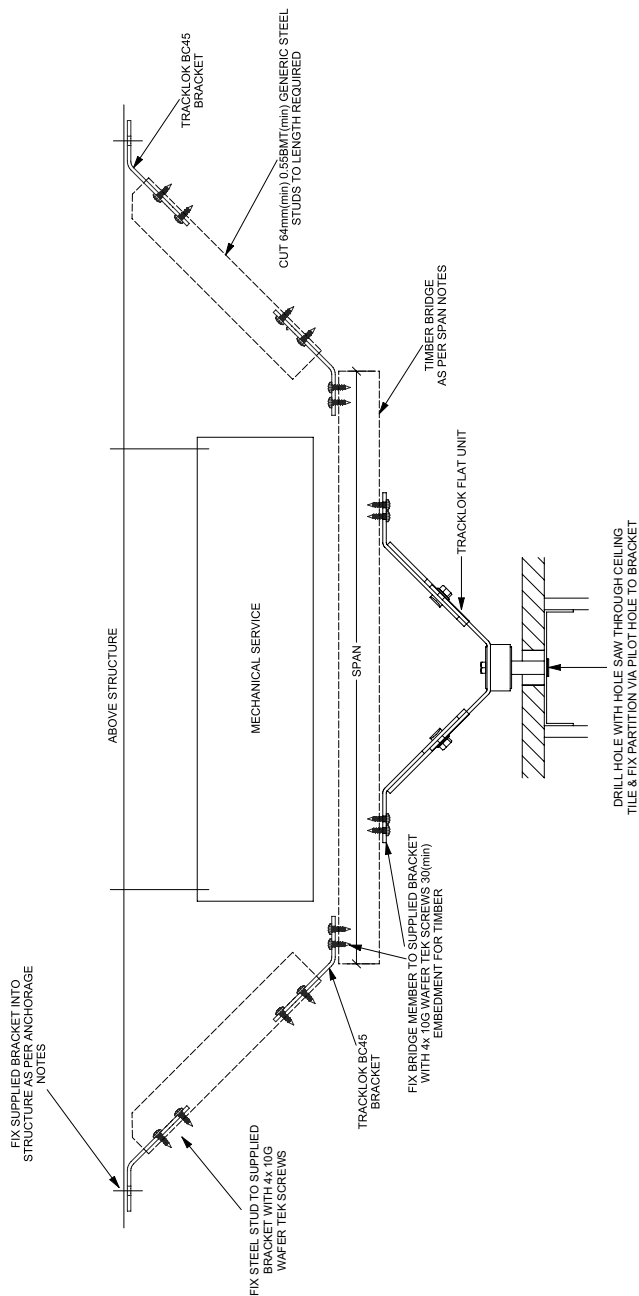 FIX SUPPLIED BRACKET INTO
STRUCTURE AS PER ANCHORAGE
NOTES
ABOVE STRUCTURE
TRACKLOK BC45
BRACKET
MECHANICAL SERVICE
CUT 64mm(min) 0.55BMT(min) GENERIC STEEL
STUDS TO LENGTH REQUIRED
FIX STEEL STUD TO SUPPLIED
BRACKET WITH 4x 10G
WAFER TEK SCREWS
TRACKLOK BC45
BRACKET
SPAN
TIMBER BRIDGE
AS PER SPAN NOTES
FIX BRIDGE MEMBER TO SUPPLIED BRACKET
WITH 4x 10G WAFER TEK SCREWS 30(min)
EMBEDMENT FOR TIMBER
TRACKLOK FLAT UNIT
DRILL HOLE WITH HOLE SAW THROUGH CEILING
TILE & FIX PARTITION VIA PILOT HOLE TO BRACKET